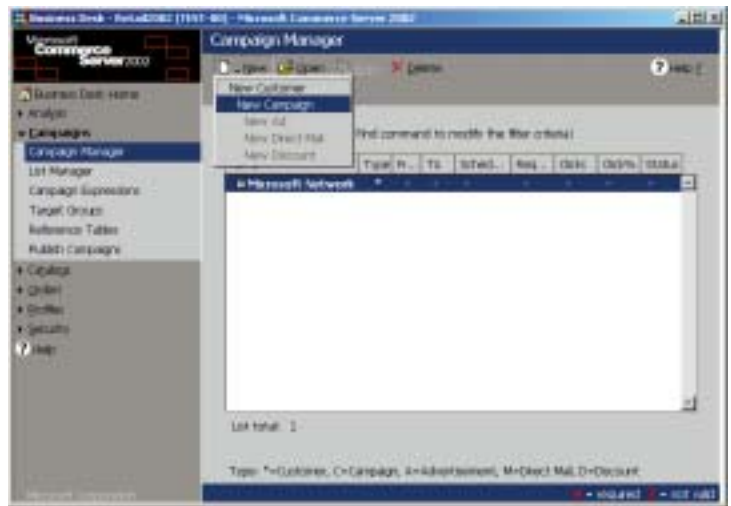 Business Desk - Retail2002 [TEST-80] - Microsoft Commerce Server 2002
Microsoft
Commerce
Server 2002
Campaign Manager
New Open Delete Help
New Customer
New Campaign
New Ad
New Direct Mail
New Discount
Find command to modify the filter criteria)
Business Desk Home
Analysis
Campaigns
Campaign Manager
List Manager
Campaign Expressions
Target Groups
Reference Tables
Publish Campaigns
Catalogs
Orders
Profiles
Security
Help
Type To Sched... Req... Clicks Click% Status
Microsoft Network *
List total: 1
Type: *=Customer, C=Campaign, A=Advertisement, M=Direct Mail, D=Discount
Microsoft Corporation
= required = not valid